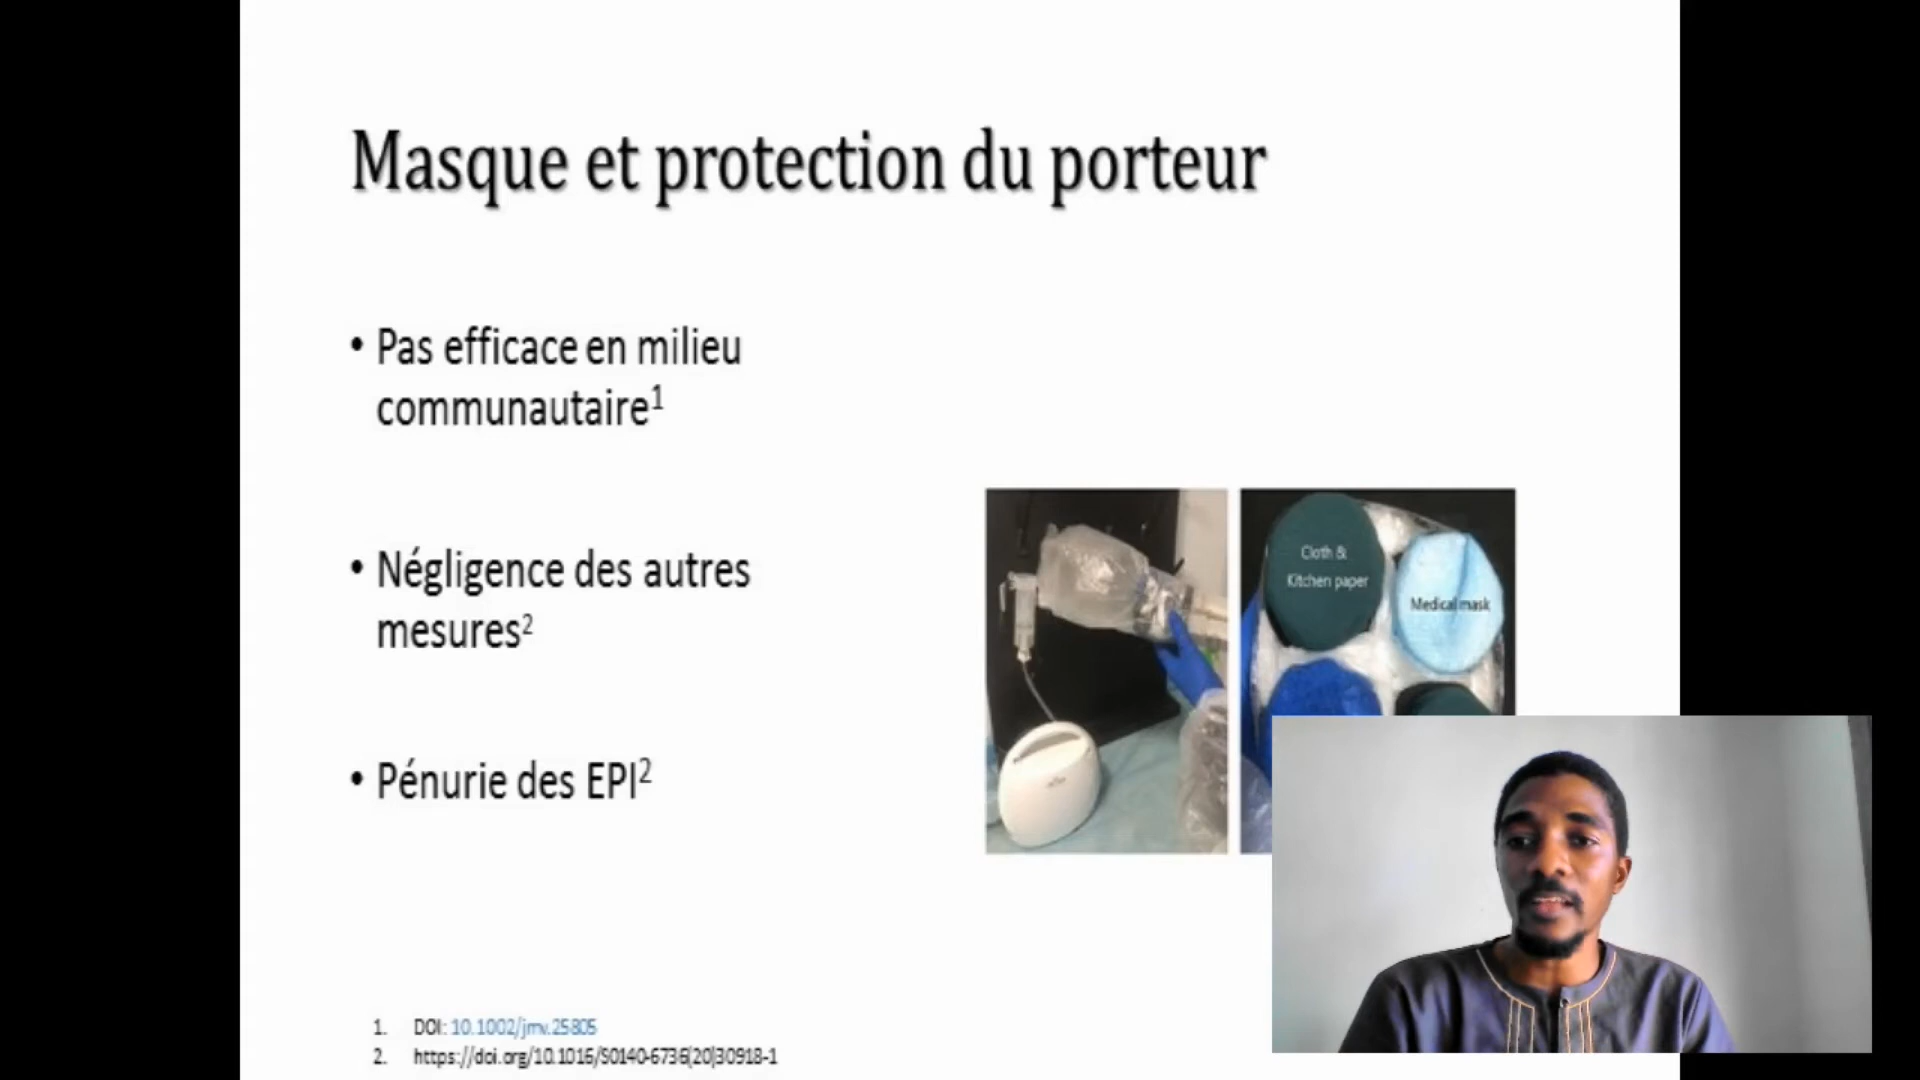 Masque et protection du porteur
• Pas efficace en milieu
communautaire¹
• Négligence des autres
mesures²
• Pénurie des EPI²
Cloth &
Kitchen paper
Medical mask
1. DOI: 10.1002/jmv.25805
2. https://doi.org/10.1016/S0140-6736(20)30918-1